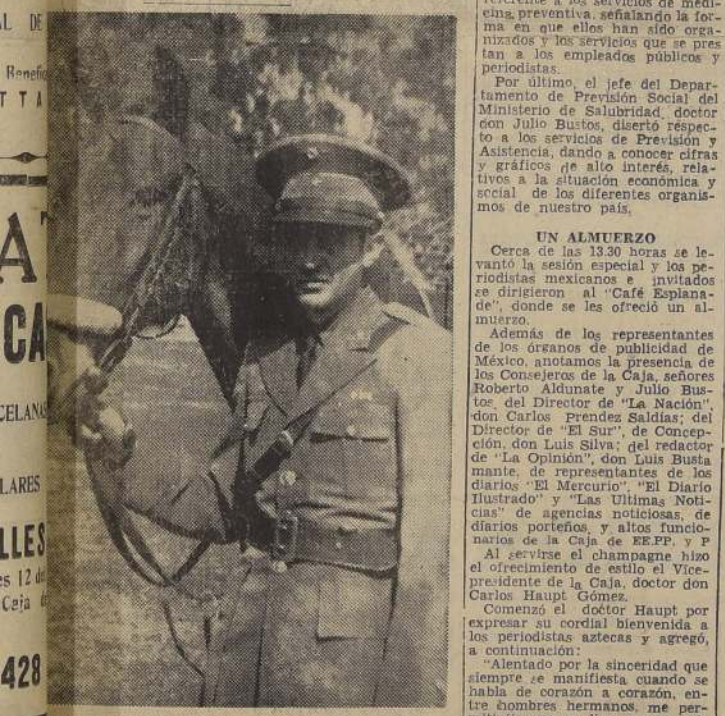 AL DE
Benefic
T T A
A
CA
CELANAS
LARES
LLES
es 12 de
Caja d
428
referente a los servicios de medi-
cina preventiva, señalando la for-
ma en que ellos han sido orga-
nizados y los servicios que se pres
tan a los empleados públicos y
periodistas.
Por último, el jefe del Depar-
tamento de Previsión Social del
Ministerio de Salubridad, doctor
don Julio Bustos, disertó respec-
to a los servicios de Previsión y
Asistencia, dando a conocer cifras
y gráficos de alto interés, rela-
tivos a la situación económica y
social de los diferentes organis-
mos de nuestro país.
UN ALMUERZO
Cerca de las 13.30 horas se le-
vantó la sesión especial y los pe-
riodistas mexicanos e invitados
se dirigieron al "Café Esplana-
de", donde se les ofreció un al-
muerzo.
Además de los representantes
de los órganos de publicidad de
México, anotamos la presencia de
los Consejeros de la Caja, señores
Roberto Aldunate y Julio Bus-
tos, del Director de "La Nación",
don Carlos Prendez Saldías; del
Director de "El Sur", de Concep-
ción, don Luis Silva; del redactor
de "La Opinión", don Luis Busta
mante, de representantes de los
diarios "El Mercurio", "El Diario
Ilustrado" y "Las Ultimas Noti-
cias" de agencias noticiosas, de
diarios porteños, y altos funcio-
narios de la Caja de EE.PP. y P
Al servirse el champagne hizo
el ofrecimiento de estilo el Vice-
presidente de la Caja, doctor don
Carlos Haupt Gómez.
Comenzó el doctor Haupt por
expresar su cordial bienvenida a
los periodistas aztecas y agregó,
a continuación:
"Alentado por la sinceridad que
siempre se manifiesta cuando se
habla de corazón a corazón, en-
tre hombres hermanos, me per-